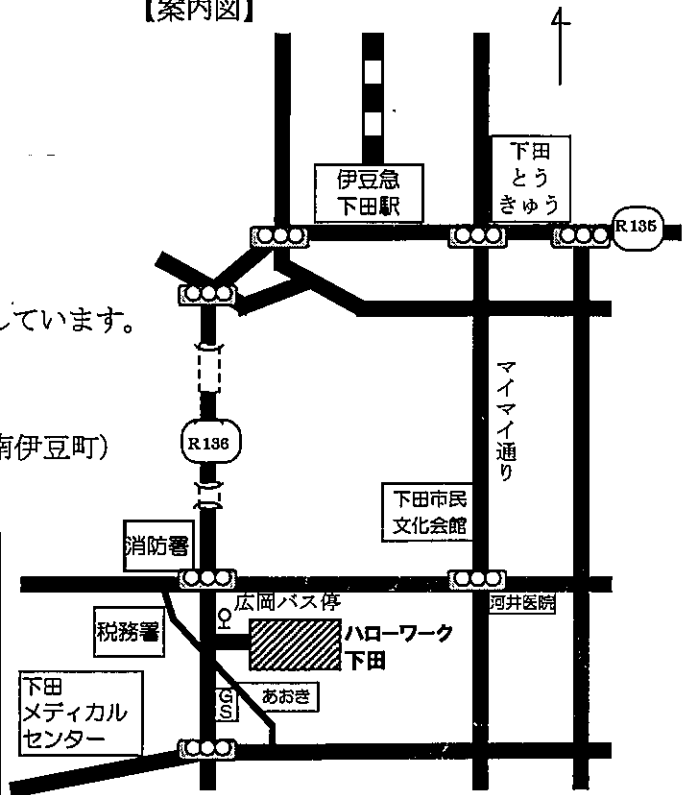 【案内図】
伊豆急
下田駅
下田
とう
きゅう
R135
しています。
マイマイ通り
R136
南伊豆町)
下田市民
文化会館
消防署
広岡バス停
河井医院
税務署
ハローワーク
下田
下田
メディカル
センター
GS
あおき